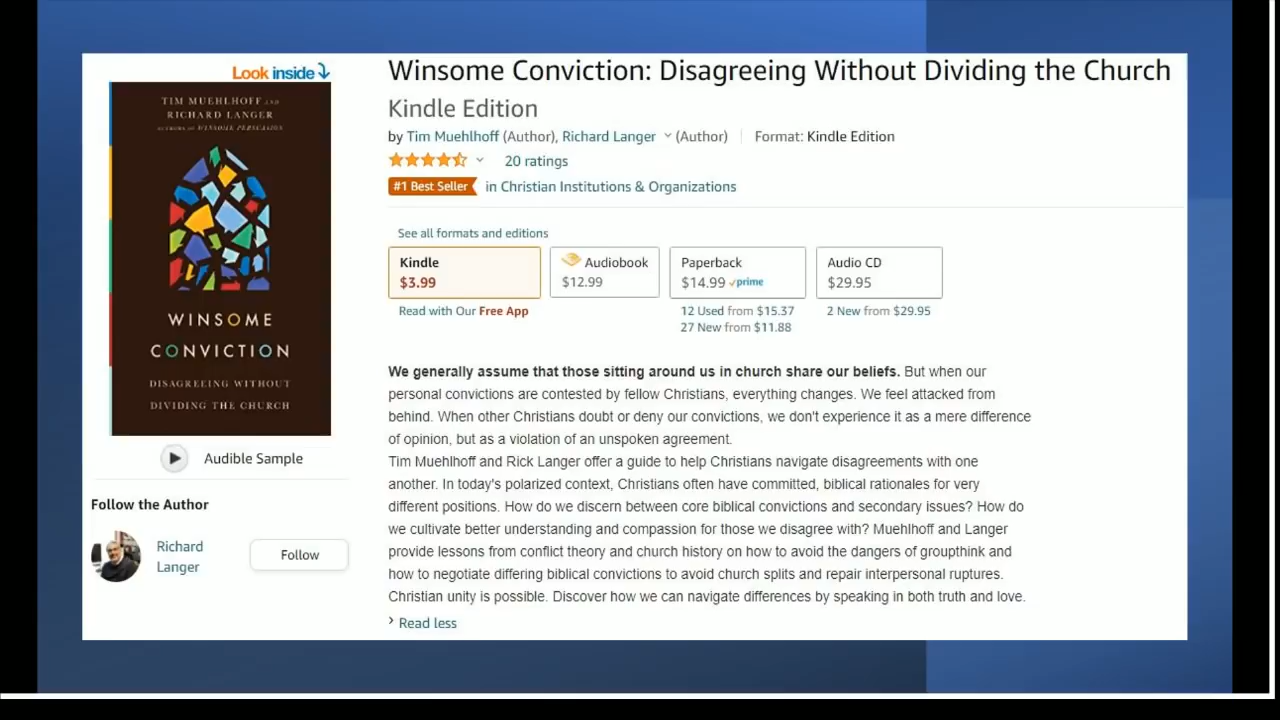 Look inside
TIM MUEHLHOFF AND
RICHARD LANGER
AUTHORS OF WINSOME PERSUASION
WINSOME
CONVICTION
DISAGREEING WITHOUT
DIVIDING THE CHURCH
Audible Sample
Follow the Author
Richard
Langer
Follow
Winsome Conviction: Disagreeing Without Dividing the Church
Kindle Edition
by Tim Muehlhoff (Author), Richard Langer (Author) Format: Kindle Edition
20 ratings
#1 Best Seller in Christian Institutions & Organizations
See all formats and editions
Kindle
$3.99
Read with Our Free App
Audiobook
$12.99
Paperback
$14.99 prime
12 Used from $15.37
27 New from $11.88
Audio CD
$29.95
2 New from $29.95
We generally assume that those sitting around us in church share our beliefs. But when our
personal convictions are contested by fellow Christians, everything changes. We feel attacked from
behind. When other Christians doubt or deny our convictions, we don't experience it as a mere difference
of opinion, but as a violation of an unspoken agreement.
Tim Muehlhoff and Rick Langer offer a guide to help Christians navigate disagreements with one
another. In today's polarized context, Christians often have committed, biblical rationales for very
different positions. How do we discern between core biblical convictions and secondary issues? How do
we cultivate better understanding and compassion for those we disagree with? Muehlhoff and Langer
provide lessons from conflict theory and church history on how to avoid the dangers of groupthink and
how to negotiate differing biblical convictions to avoid church splits and repair interpersonal ruptures.
Christian unity is possible. Discover how we can navigate differences by speaking in both truth and love.
Read less